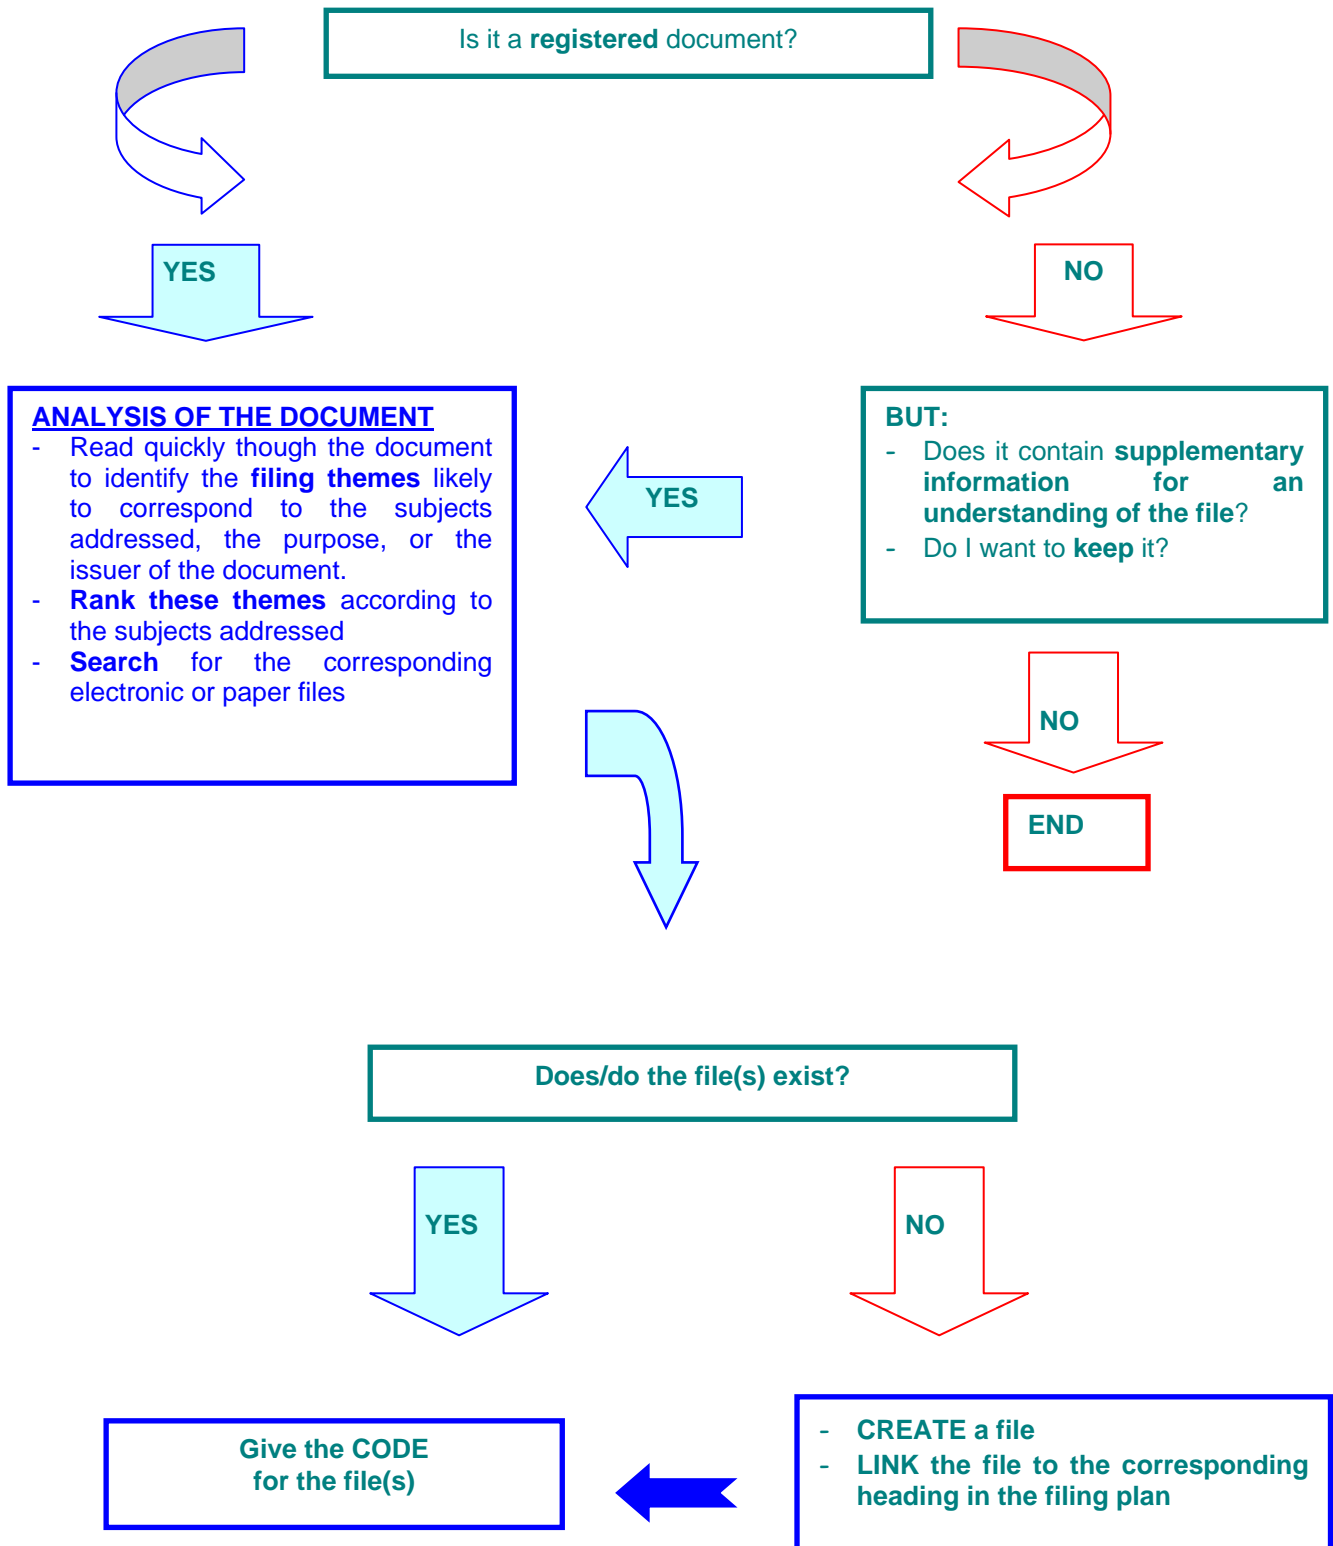 Is it a registered document?
YES
NO
ANALYSIS OF THE DOCUMENT
- Read quickly though the document
to identify the filing themes likely
to correspond to the subjects
addressed, the purpose, or the
issuer of the document.
- Rank these themes according to
the subjects addressed
- Search for the corresponding
electronic or paper files
YES
BUT:
- Does it contain supplementary
information for an
understanding of the file?
- Do I want to keep it?
NO
END
Does/do the file(s) exist?
YES
NO
Give the CODE
for the file(s)
- CREATE a file
- LINK the file to the corresponding
heading in the filing plan